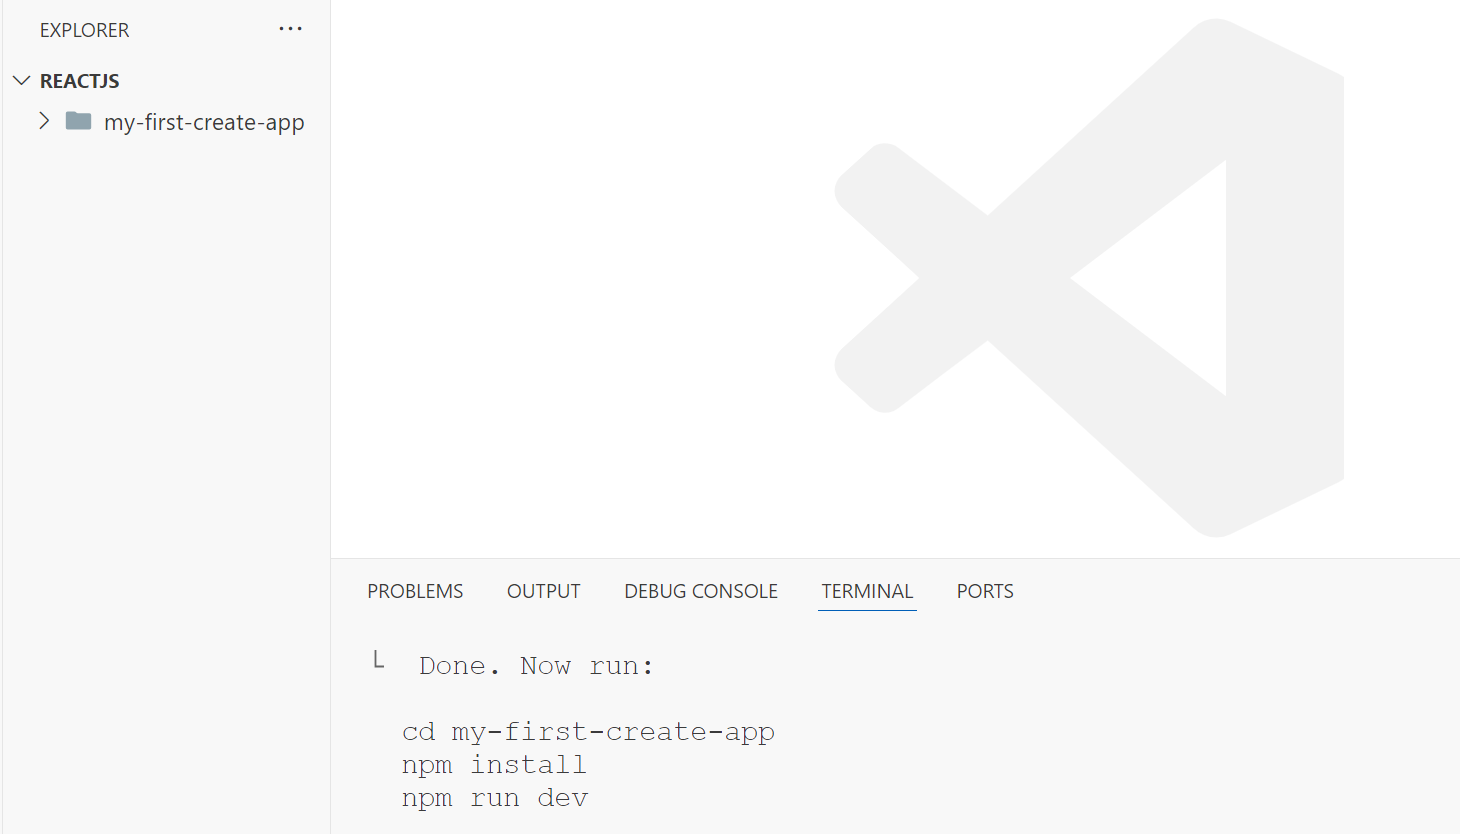 EXPLORER ...
REACTJS
my-first-create-app
PROBLEMS OUTPUT DEBUG CONSOLE TERMINAL PORTS
└ Done. Now run:
cd my-first-create-app
npm install
npm run dev